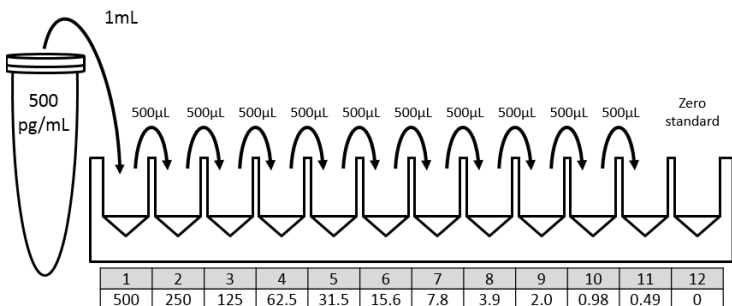 1mL
500
pg/mL
500µL 500µL 500µL 500µL 500µL 500µL 500µL 500µL 500µL 500µL
Zero
standard
1 2 3 4 5 6 7 8 9 10 11 12
500 250 125 62.5 31.5 15.6 7.8 3.9 2.0 0.98 0.49 0